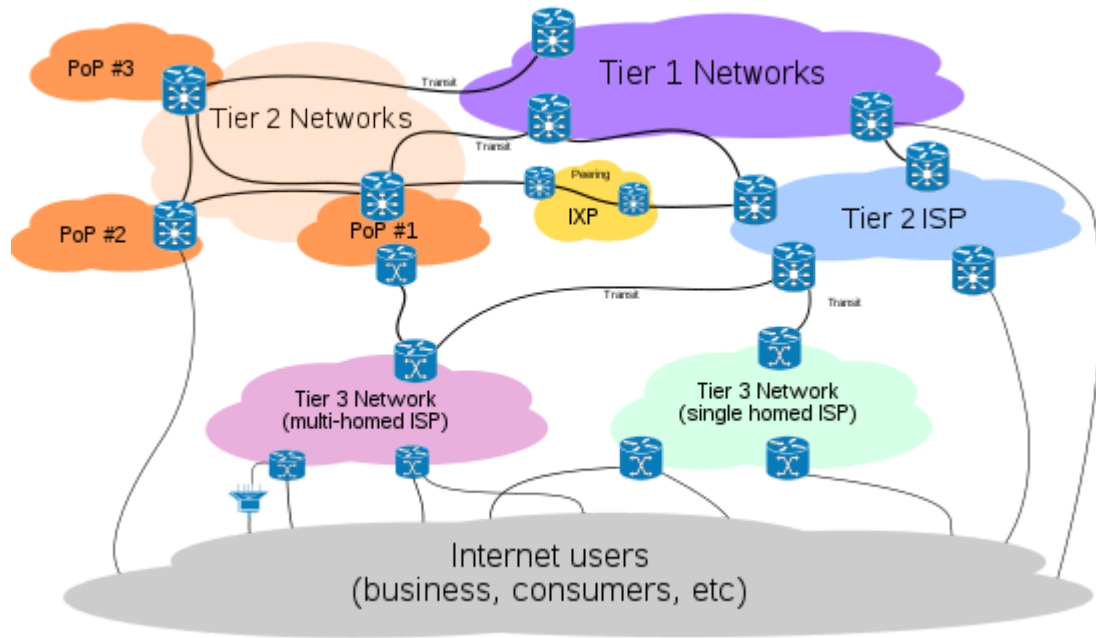 PoP #3
Transit
Tier 1 Networks
Tier 2 Networks
Transit
Peering
IXP
PoP #2
PoP #1
Tier 2 ISP
Transit
Transit
Tier 3 Network
(multi-homed ISP)
Tier 3 Network
(single homed ISP)
Internet users
(business, consumers, etc)